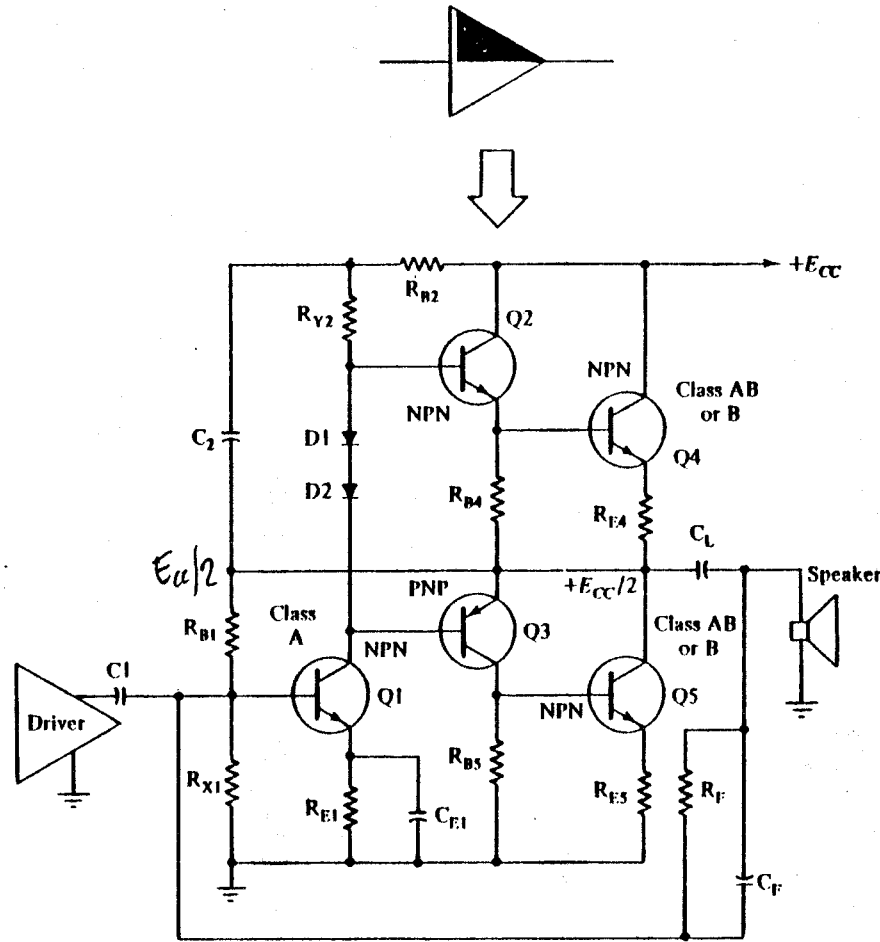 +E_CC
R_B2
R_Y2
Q2
NPN
NPN
Class AB
or B
Q4
C_2
D1
D2
R_B4
R_E4
C_L
E_cc/2
PNP
+E_CC/2
Speaker
R_B1
Class
A
NPN
Q3
Class AB
or B
C1
Driver
Q1
NPN
Q5
R_X1
R_B5
R_E1
C_E1
R_E5
R_F
C_F